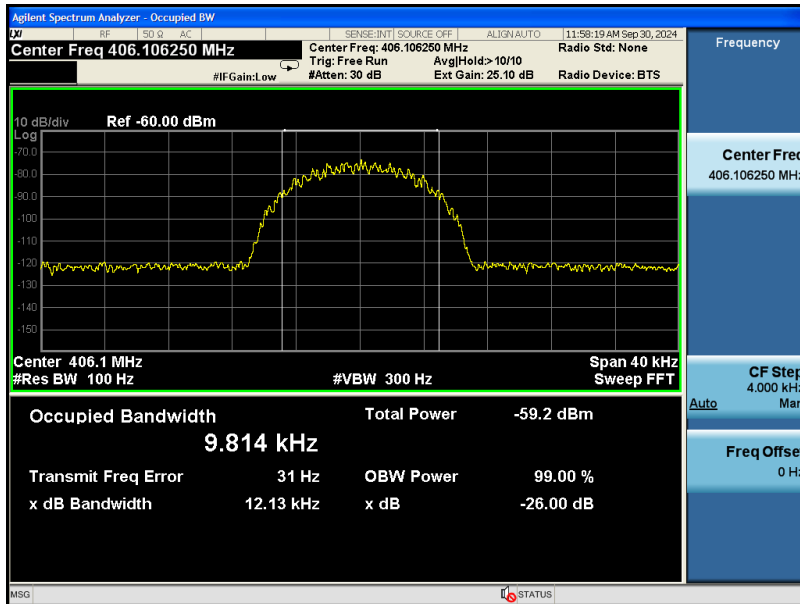 Agilent Spectrum Analyzer - Occupied BW
LXI RF 50 Ω AC SENSE:INT SOURCE OFF ALIGNAUTO 11:58:19 AM Sep 30, 2024
Center Freq 406.106250 MHz
Center Freq: 406.106250 MHz Radio Std: None
Trig: Free Run Avg|Hold:>10/10
#IFGain:Low #Atten: 30 dB Ext Gain: 25.10 dB Radio Device: BTS
10 dB/div Ref -60.00 dBm
Log
-70.0
-80.0
-90.0
-100
-110
-120
-130
-140
-150
Center 406.1 MHz Span 40 kHz
#Res BW 100 Hz #VBW 300 Hz Sweep FFT
Occupied Bandwidth Total Power -59.2 dBm
9.814 kHz
Transmit Freq Error 31 Hz OBW Power 99.00 %
x dB Bandwidth 12.13 kHz x dB -26.00 dB
MSG STATUS
Frequency
Center Freq
406.106250 MHz
CF Step
4.000 kHz
Auto Man
Freq Offset
0 Hz